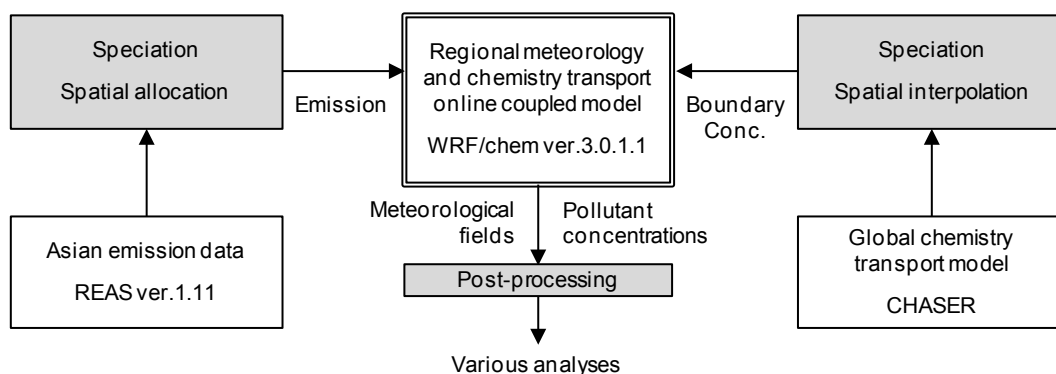 Speciation
Spatial allocation
Emission
Regional meteorology
and chemistry transport
online coupled model
WRF/chem ver.3.0.1.1
Boundary
Conc.
Speciation
Spatial interpolation
Asian emission data
REAS ver.1.11
Meteorological
fields
Pollutant
concentrations
Post-processing
Various analyses
Global chemistry
transport model
CHASER